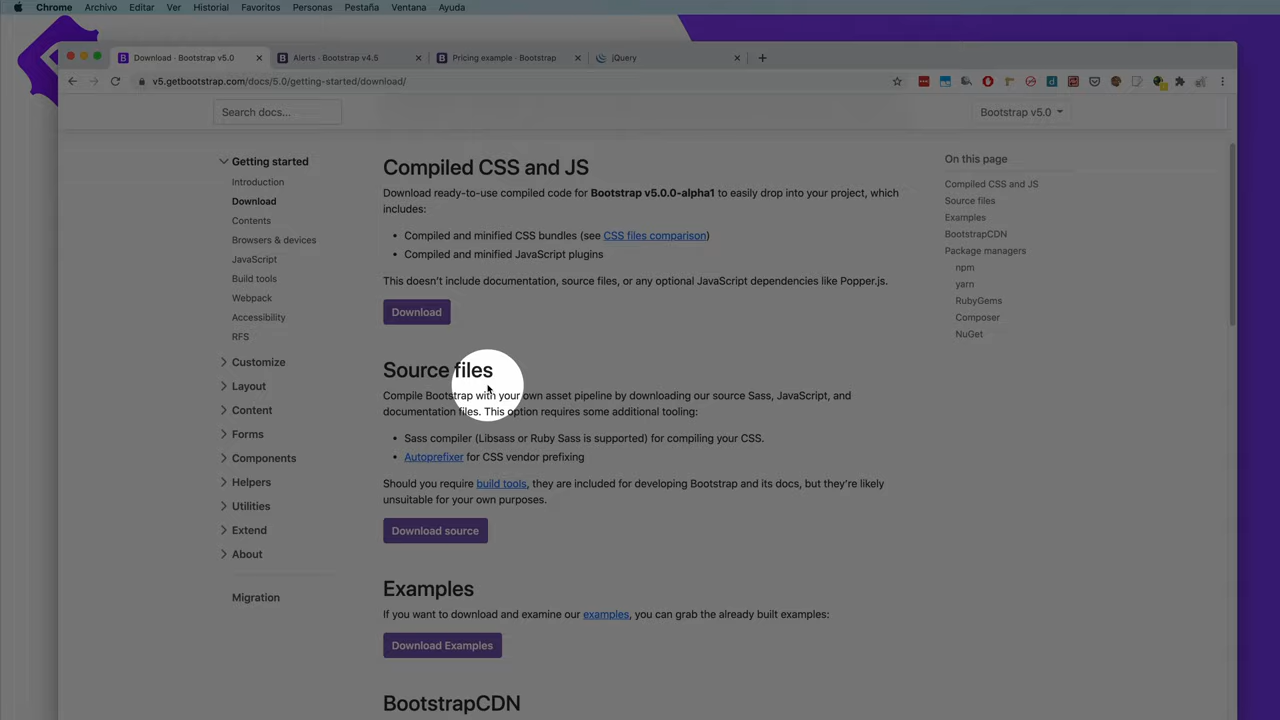 Chrome Archivo Editar Ver Historial Favoritos Personas Pestaña Ventana Ayuda
Download · Bootstrap v5.0
Alerts · Bootstrap v4.5
Pricing example · Bootstrap
jQuery
v5.getbootstrap.com/docs/5.0/getting-started/download/
Search docs...
Bootstrap v5.0
Getting started
Introduction
Download
Contents
Browsers & devices
JavaScript
Build tools
Webpack
Accessibility
RFS
Customize
Layout
Content
Forms
Components
Helpers
Utilities
Extend
About
Migration
Compiled CSS and JS
Download ready-to-use compiled code for Bootstrap v5.0.0-alpha1 to easily drop into your project, which
includes:
• Compiled and minified CSS bundles (see CSS files comparison)
• Compiled and minified JavaScript plugins
This doesn't include documentation, source files, or any optional JavaScript dependencies like Popper.js.
Download
Source files
Compile Bootstrap with your own asset pipeline by downloading our source Sass, JavaScript, and
documentation files. This option requires some additional tooling:
• Sass compiler (Libsass or Ruby Sass is supported) for compiling your CSS.
• Autoprefixer for CSS vendor prefixing
Should you require build tools, they are included for developing Bootstrap and its docs, but they're likely
unsuitable for your own purposes.
Download source
Examples
If you want to download and examine our examples, you can grab the already built examples:
Download Examples
BootstrapCDN
On this page
Compiled CSS and JS
Source files
Examples
BootstrapCDN
Package managers
npm
yarn
RubyGems
Composer
NuGet